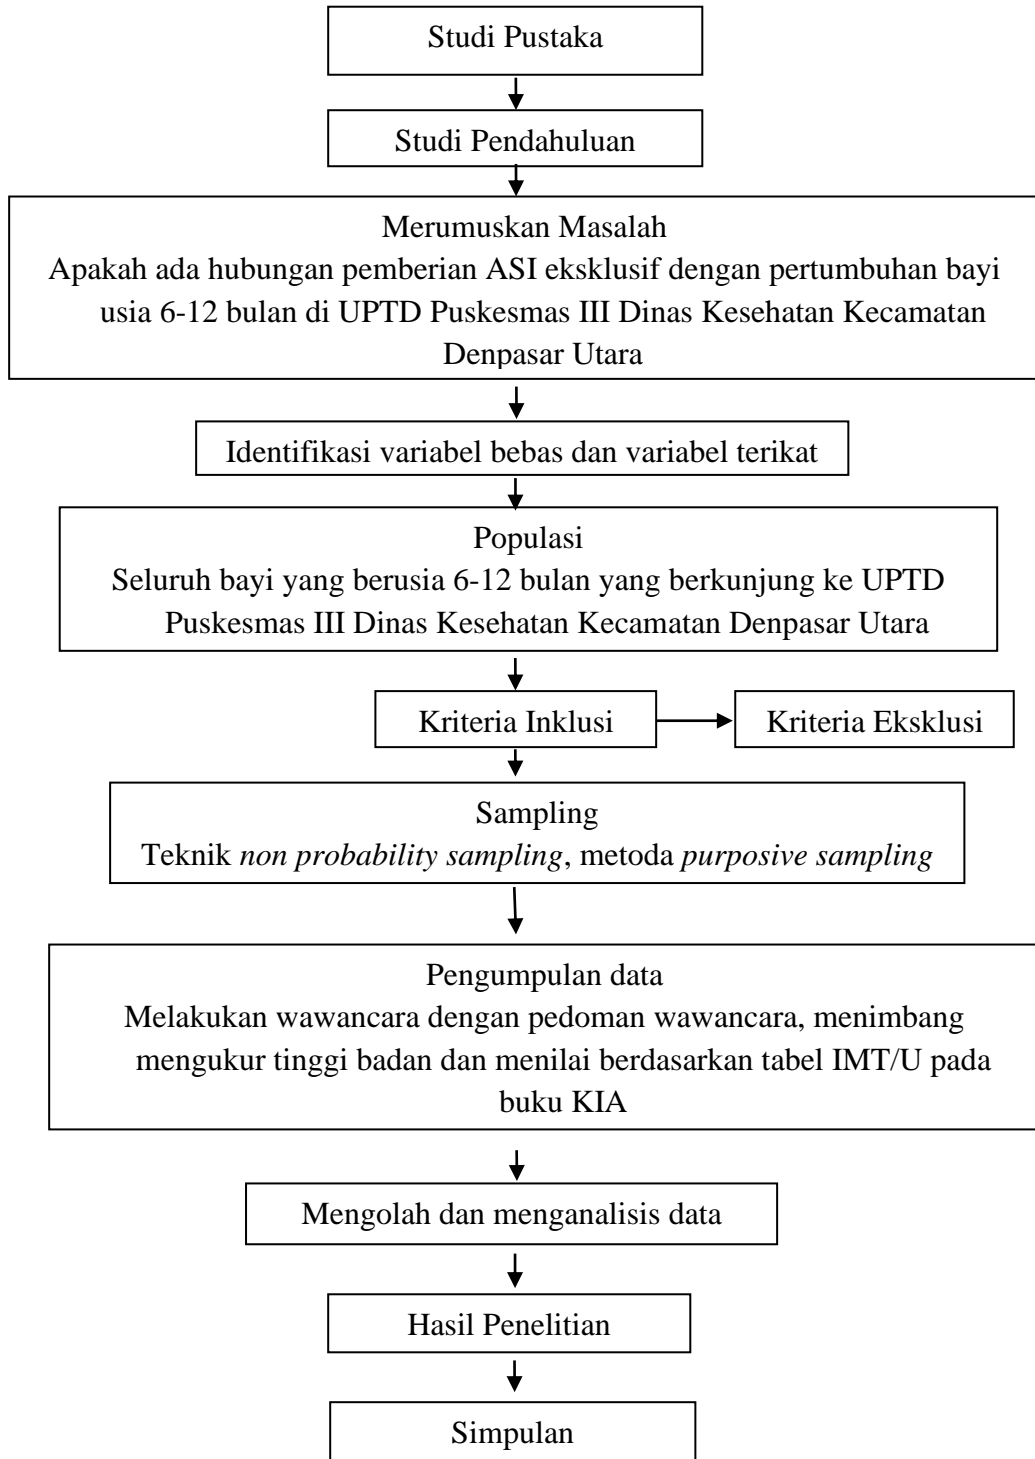 Studi Pustaka
Studi Pendahuluan
Merumuskan Masalah
Apakah ada hubungan pemberian ASI eksklusif dengan pertumbuhan bayi
usia 6-12 bulan di UPTD Puskesmas III Dinas Kesehatan Kecamatan
Denpasar Utara
Identifikasi variabel bebas dan variabel terikat
Populasi
Seluruh bayi yang berusia 6-12 bulan yang berkunjung ke UPTD
Puskesmas III Dinas Kesehatan Kecamatan Denpasar Utara
Kriteria Inklusi
Kriteria Eksklusi
Sampling
Teknik non probability sampling, metoda purposive sampling
Pengumpulan data
Melakukan wawancara dengan pedoman wawancara, menimbang
mengukur tinggi badan dan menilai berdasarkan tabel IMT/U pada
buku KIA
Mengolah dan menganalisis data
Hasil Penelitian
Simpulan